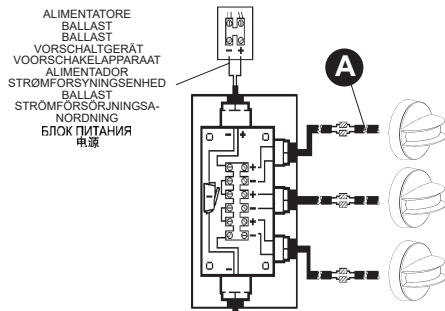 ALIMENTATORE
BALLAST
BALLAST
VORSCHALTGERÄT
VOORSCHAKELAPPARAAT
ALIMENTADOR
STRØMFORSYNINGSENHED
BALLAST
STRÖMFÖRSÖRJNINGSA-
NORDNING
БЛОК ПИТАНИЯ
电源
- +
A
- +
+
-
+
-
+
-
-